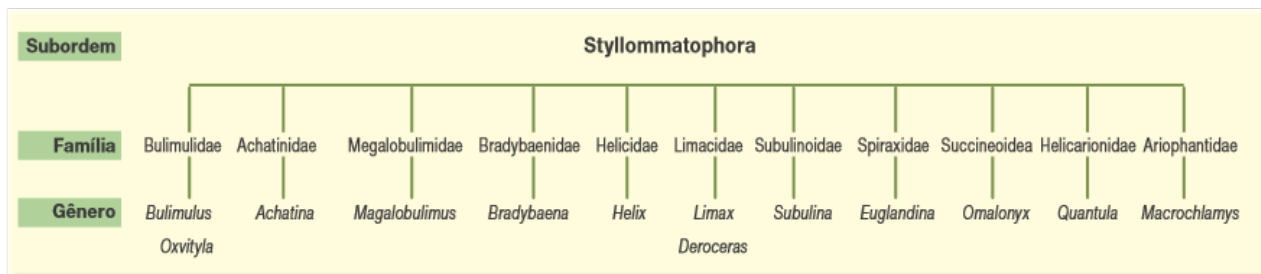 Subordem Styllommatophora
Família Bulimulidae Achatinidae Megalobulimidae Bradybaenidae Helicidae Limacidae Subulinoidae Spiraxidae Succineoidea Helicarionidae Ariophantidae
Gênero Bulimulus Achatina Magalobulimus Bradybaena Helix Limax Subulina Euglandina Omalonyx Quantula Macrochlamys
Oxvityla Deroceras